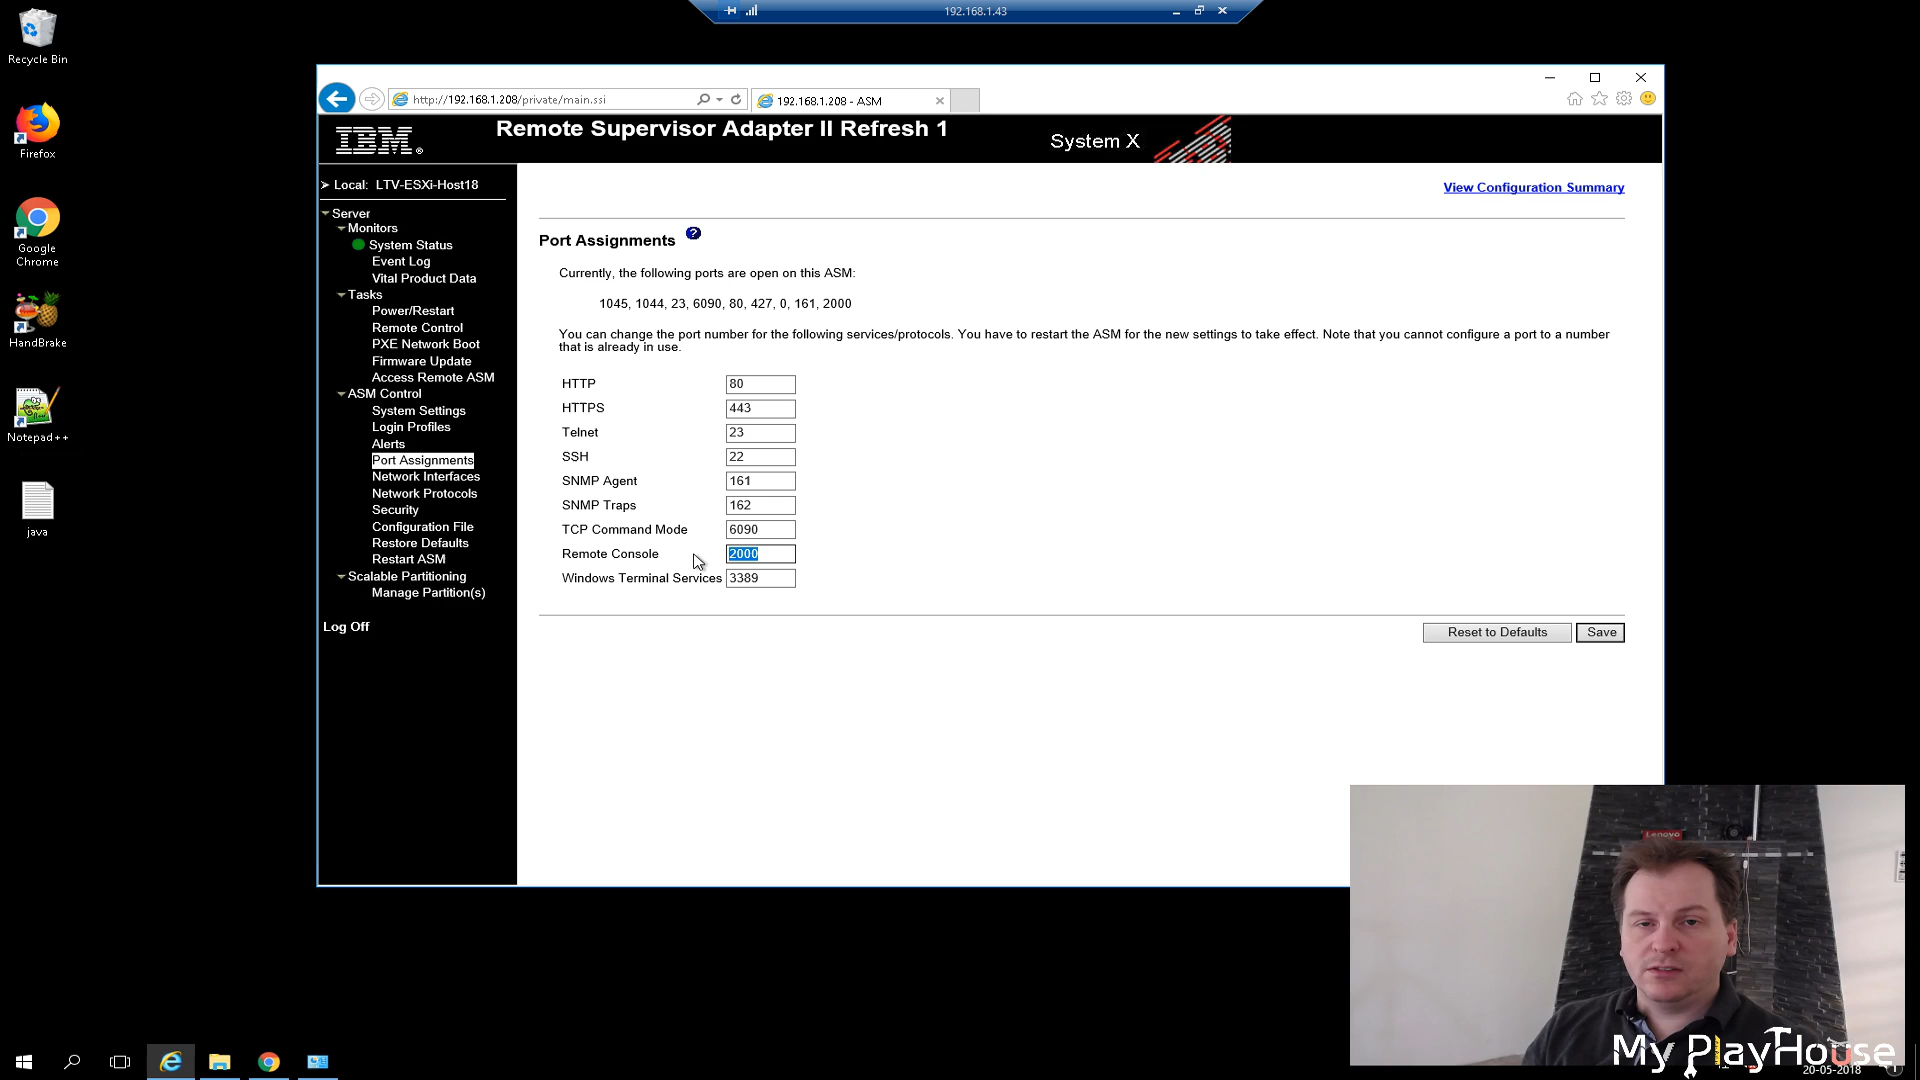 192.168.1.43
Recycle Bin
Firefox
Google
Chrome
HandBrake
Notepad++
java
http://192.168.1.208/private/main.ssi
192.168.1.208 - ASM
IBM
Remote Supervisor Adapter II Refresh 1
System X
Local: LTV-ESXi-Host18
Server
Monitors
System Status
Event Log
Vital Product Data
Tasks
Power/Restart
Remote Control
PXE Network Boot
Firmware Update
Access Remote ASM
ASM Control
System Settings
Login Profiles
Alerts
Port Assignments
Network Interfaces
Network Protocols
Security
Configuration File
Restore Defaults
Restart ASM
Scalable Partitioning
Manage Partition(s)
Log Off
View Configuration Summary
Port Assignments ?
Currently, the following ports are open on this ASM:
1045, 1044, 23, 6090, 80, 427, 0, 161, 2000
You can change the port number for the following services/protocols. You have to restart the ASM for the new settings to take effect. Note that you cannot configure a port to a number
that is already in use.
HTTP 80
HTTPS 443
Telnet 23
SSH 22
SNMP Agent 161
SNMP Traps 162
TCP Command Mode 6090
Remote Console 2000
Windows Terminal Services 3389
Reset to Defaults Save
Lenovo
My PlayHouse
20-05-2018